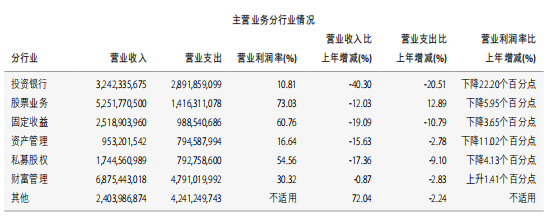 主营业务分行业情况
营业收入比 营业支出比 营业利润率比
分行业 营业收入 营业支出 营业利润率(%) 上年增减(%) 上年增减(%) 上年增减(%)
投资银行 3,242,335,675 2,891,859,099 10.81 -40.30 -20.51 下降22.20个百分点
股票业务 5,251,770,500 1,416,311,078 73.03 -12.03 12.89 下降5.95个百分点
固定收益 2,518,903,960 988,540,686 60.76 -19.09 -10.79 下降3.65个百分点
资产管理 953,201,542 794,587,994 16.64 -15.63 -2.78 下降11.02个百分点
私募股权 1,744,560,989 792,758,600 54.56 -17.36 -9.10 下降4.13个百分点
财富管理 6,875,443,018 4,791,019,992 30.32 -0.87 -2.83 上升1.41个百分点
其他 2,403,986,874 4,241,249,743 不适用 72.04 -2.24 不适用